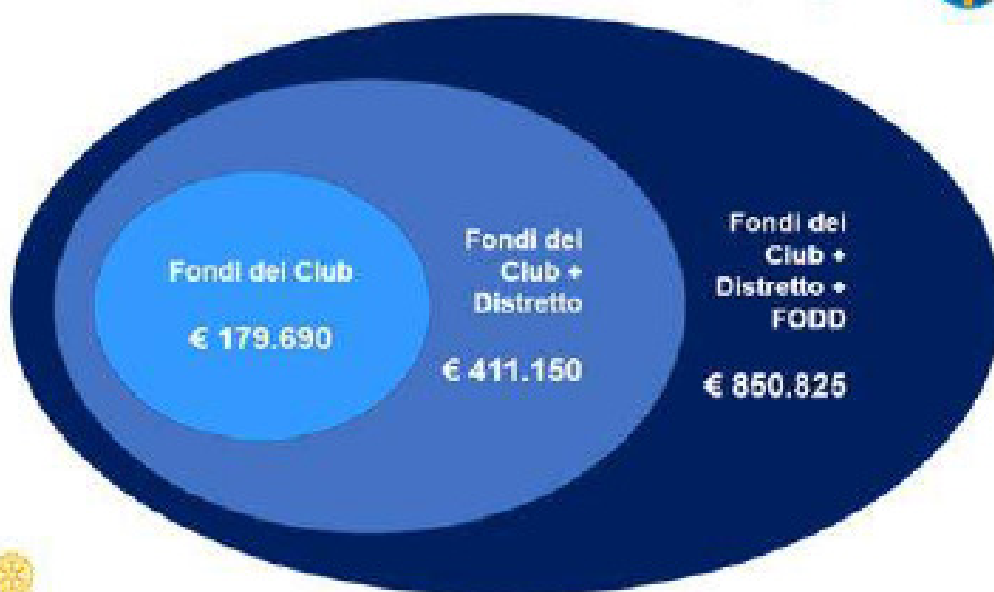 Fondi dei Club
€ 179.690
Fondi dei
Club +
Distretto
€ 411.150
Fondi dei
Club +
Distretto +
FODD
€ 850.825